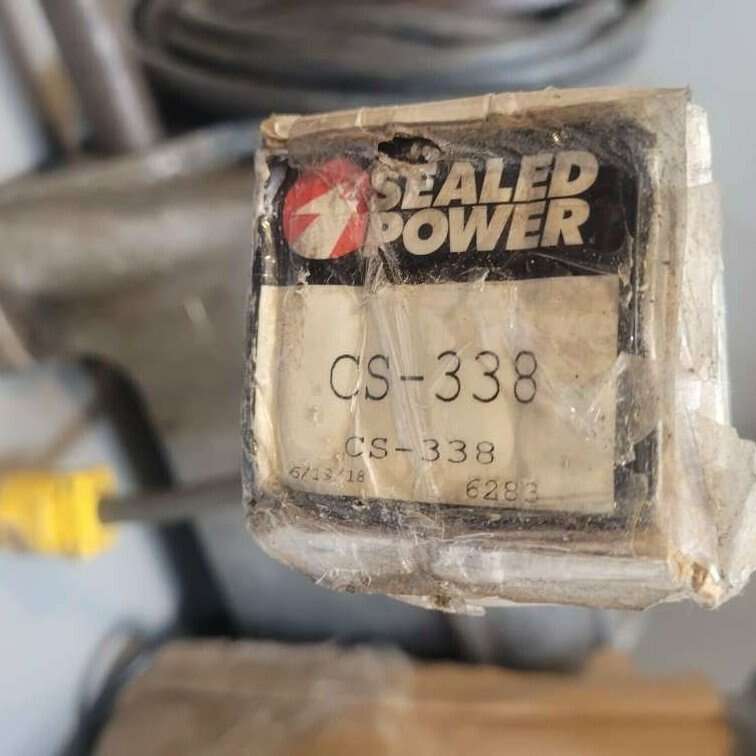 SEALED
POWER
CS-338
CS-338
6/13/18
6283